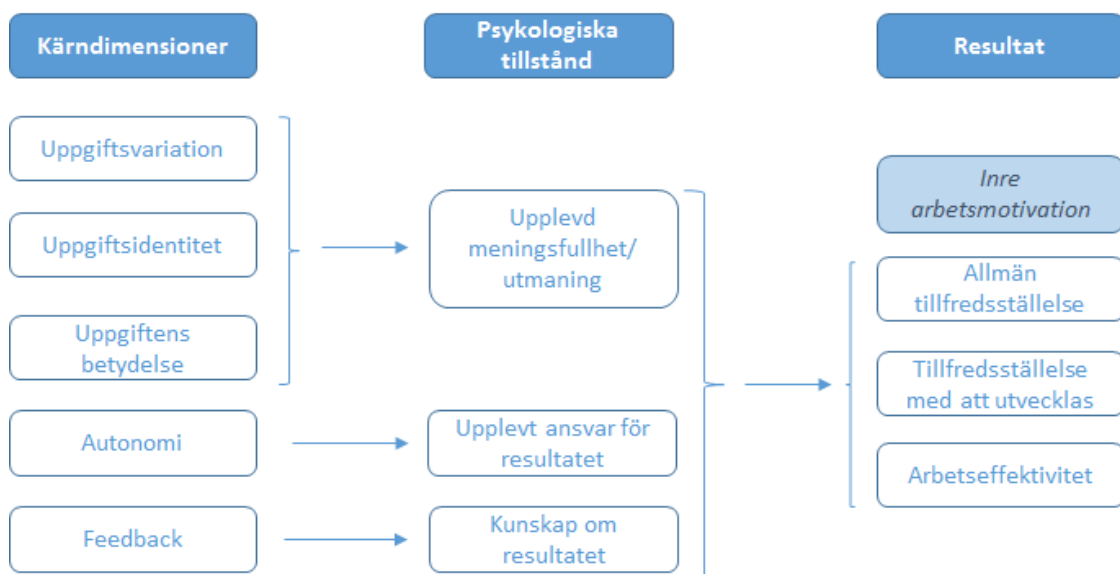 Kärndimensioner
Psykologiska
tillstånd
Resultat
Uppgiftsvariation
Uppgiftsidentitet
Uppgiftens
betydelse
Autonomi
Feedback
Upplevd
meningsfullhet/
utmaning
Upplevt ansvar för
resultatet
Kunskap om
resultatet
Inre
arbetsmotivation
Allmän
tillfredsställelse
Tillfredsställelse
med att utvecklas
Arbetseffektivitet